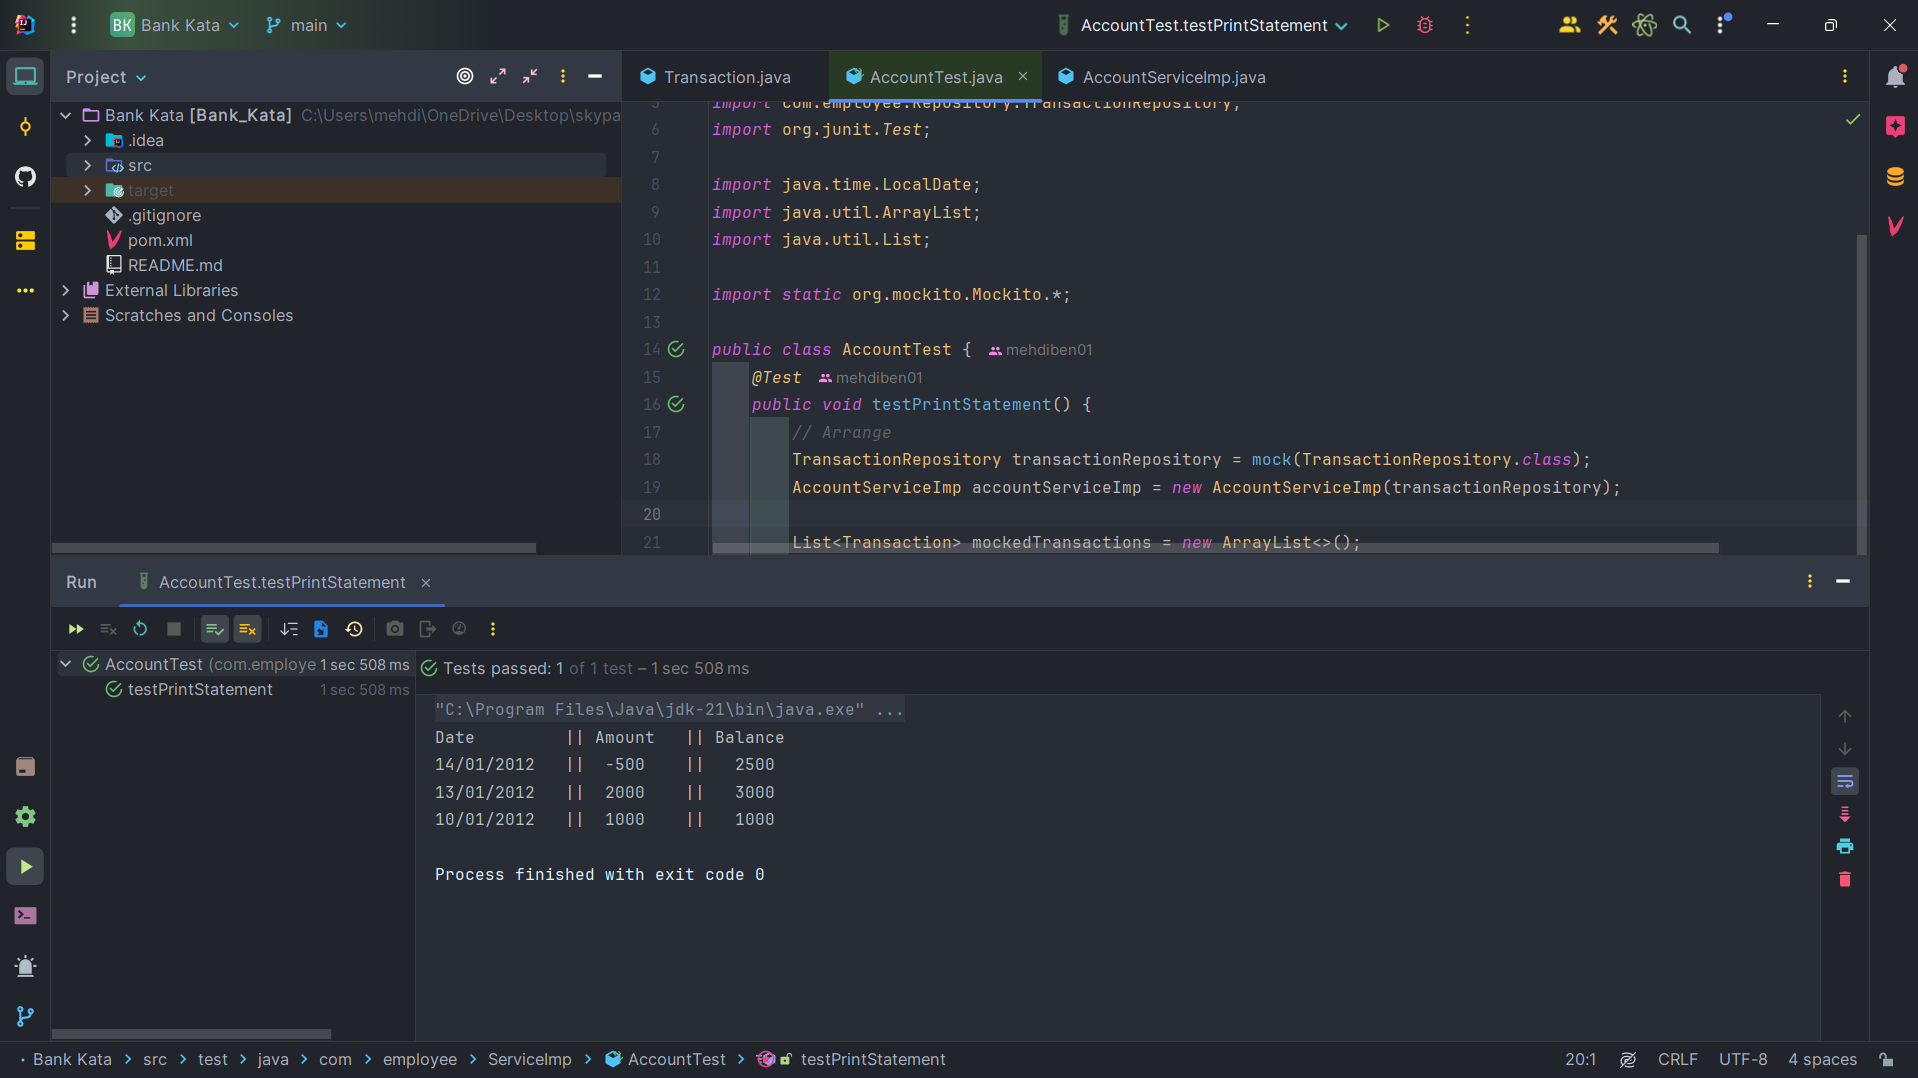 BK Bank Kata main AccountTest.testPrintStatement
Project
Transaction.java AccountTest.java AccountServiceImp.java
Bank Kata [Bank_Kata] C:\Users\mehdi\OneDrive\Desktop\skypa
.idea
src
target
.gitignore
pom.xml
README.md
External Libraries
Scratches and Consoles
5 import com.employee.Repository.TransactionRepository;
6 import org.junit.Test;
7
8 import java.time.LocalDate;
9 import java.util.ArrayList;
10 import java.util.List;
11
12 import static org.mockito.Mockito.*;
13
14 public class AccountTest { mehdiben01
15 @Test mehdiben01
16 public void testPrintStatement() {
17 // Arrange
18 TransactionRepository transactionRepository = mock(TransactionRepository.class);
19 AccountServiceImp accountServiceImp = new AccountServiceImp(transactionRepository);
20
21 List<Transaction> mockedTransactions = new ArrayList<>();
Run AccountTest.testPrintStatement
AccountTest (com.employe 1 sec 508 ms
testPrintStatement 1 sec 508 ms
Tests passed: 1 of 1 test – 1 sec 508 ms
"C:\Program Files\Java\jdk-21\bin\java.exe" ...
Date || Amount || Balance
14/01/2012 || -500 || 2500
13/01/2012 || 2000 || 3000
10/01/2012 || 1000 || 1000
Process finished with exit code 0
Bank Kata > src > test > java > com > employee > ServiceImp > AccountTest > testPrintStatement
20:1 CRLF UTF-8 4 spaces